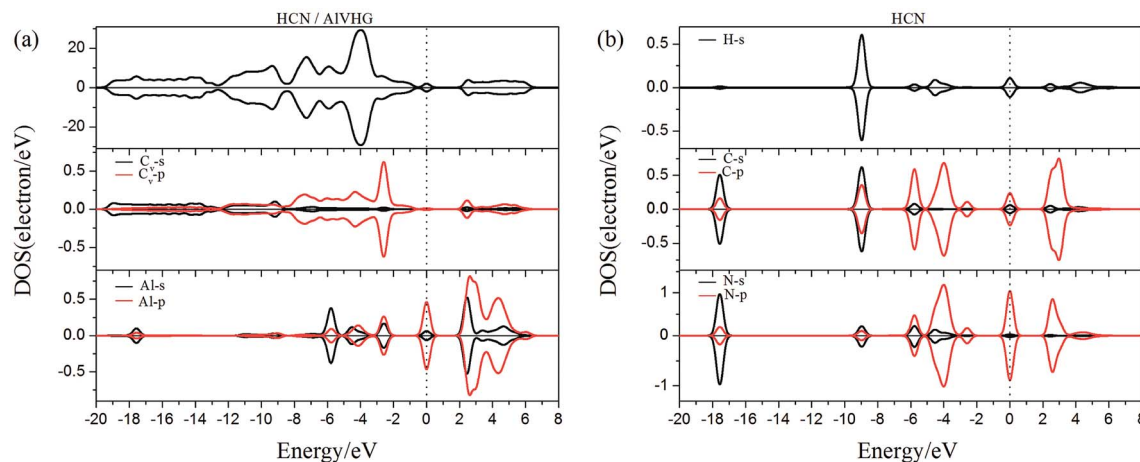 HCN / AlVHG
(a)
DOS(electron/eV)
30
20
10
0
-10
-20
Cᵥ-s
Cᵥ-p
0.5
0.0
-0.5
Al-s
Al-p
0.5
0.0
-0.5
-20 -18 -16 -14 -12 -10 -8 -6 -4 -2 0 2 4 6 8
Energy/eV
HCN
(b)
DOS(electron/eV)
H-s
0.5
0.0
-0.5
C-s
C-p
0.5
0.0
-0.5
N-s
N-p
1
0
-1
-20 -18 -16 -14 -12 -10 -8 -6 -4 -2 0 2 4 6 8
Energy/eV